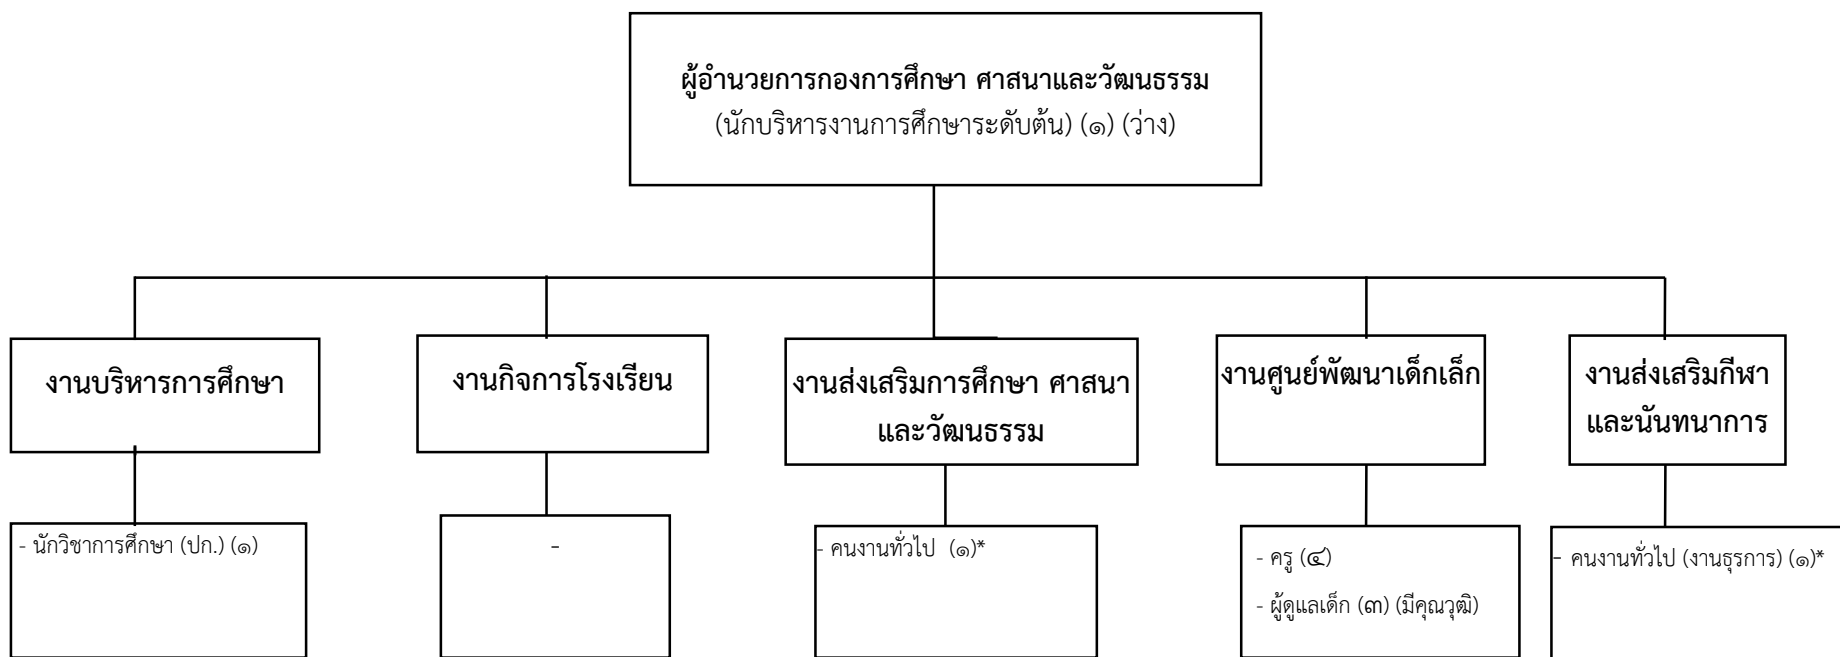 ผู้อำนวยการกองการศึกษา ศาสนาและวัฒนธรรม
(นักบริหารงานการศึกษาระดับต้น) (๑) (ว่าง)
งานบริหารการศึกษา
- นักวิชาการศึกษา (ปก.) (๑)
งานกิจการโรงเรียน
-
งานส่งเสริมการศึกษา ศาสนา
และวัฒนธรรม
- คนงานทั่วไป (๑)*
งานศูนย์พัฒนาเด็กเล็ก
- ครู (๔)
- ผู้ดูแลเด็ก (๓) (มีคุณวุฒิ)
งานส่งเสริมกีฬา
และนันทนาการ
- คนงานทั่วไป (งานธุรการ) (๑)*